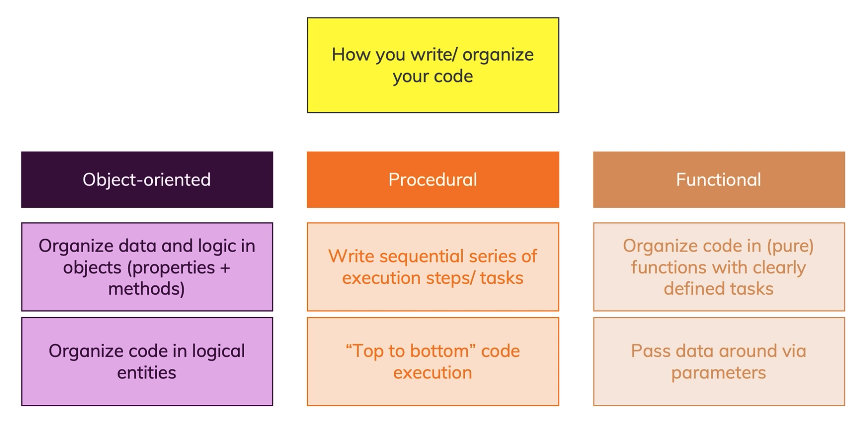 How you write/ organize
your code
Object-oriented
Procedural
Functional
Organize data and logic in
objects (properties +
methods)
Write sequential series of
execution steps/ tasks
Organize code in (pure)
functions with clearly
defined tasks
Organize code in logical
entities
“Top to bottom” code
execution
Pass data around via
parameters